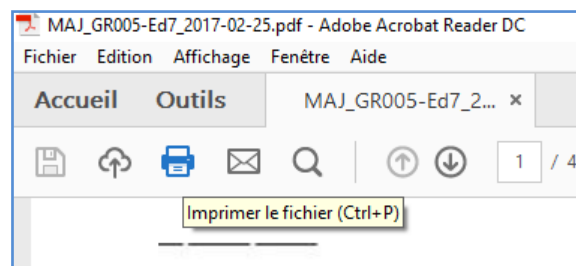 MAJ_GR005-Ed7_2017-02-25.pdf - Adobe Acrobat Reader DC
Fichier Edition Affichage Fenêtre Aide
Accueil Outils MAJ_GR005-Ed7_2... ×
1 / 4
Imprimer le fichier (Ctrl+P)